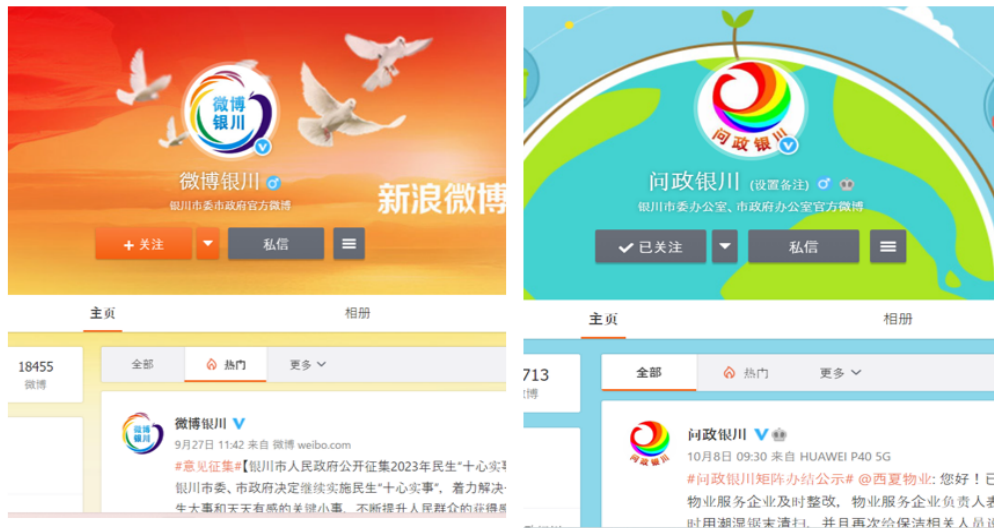 微博
银川
微博银川
银川市委市政府官方微博
新浪微博
+ 关注
私信
主页
相册
18455
微博
全部
热门
更多
微博银川
微博银川
9月27日 11:42 来自 微博 weibo.com
#意见征集#【银川市人民政府公开征集2023年民生"十心实事
银川市委、市政府决定继续实施民生"十心实事"，着力解决
生大事和天天有感的关键小事，不断提升人民群众的获得感
问政银川
问政银川 (设置备注)
银川市委办公室、市政府办公室官方微博
已关注
私信
主页
相册
713
博
全部
热门
更多
问政银川
问政银川
10月8日 09:30 来自 HUAWEI P40 5G
#问政银川矩阵办结公示# @西夏物业: 您好！已
物业服务企业及时整改，物业服务企业负责人表
时用潮湿锯末清扫，并且再次给保洁相关人员